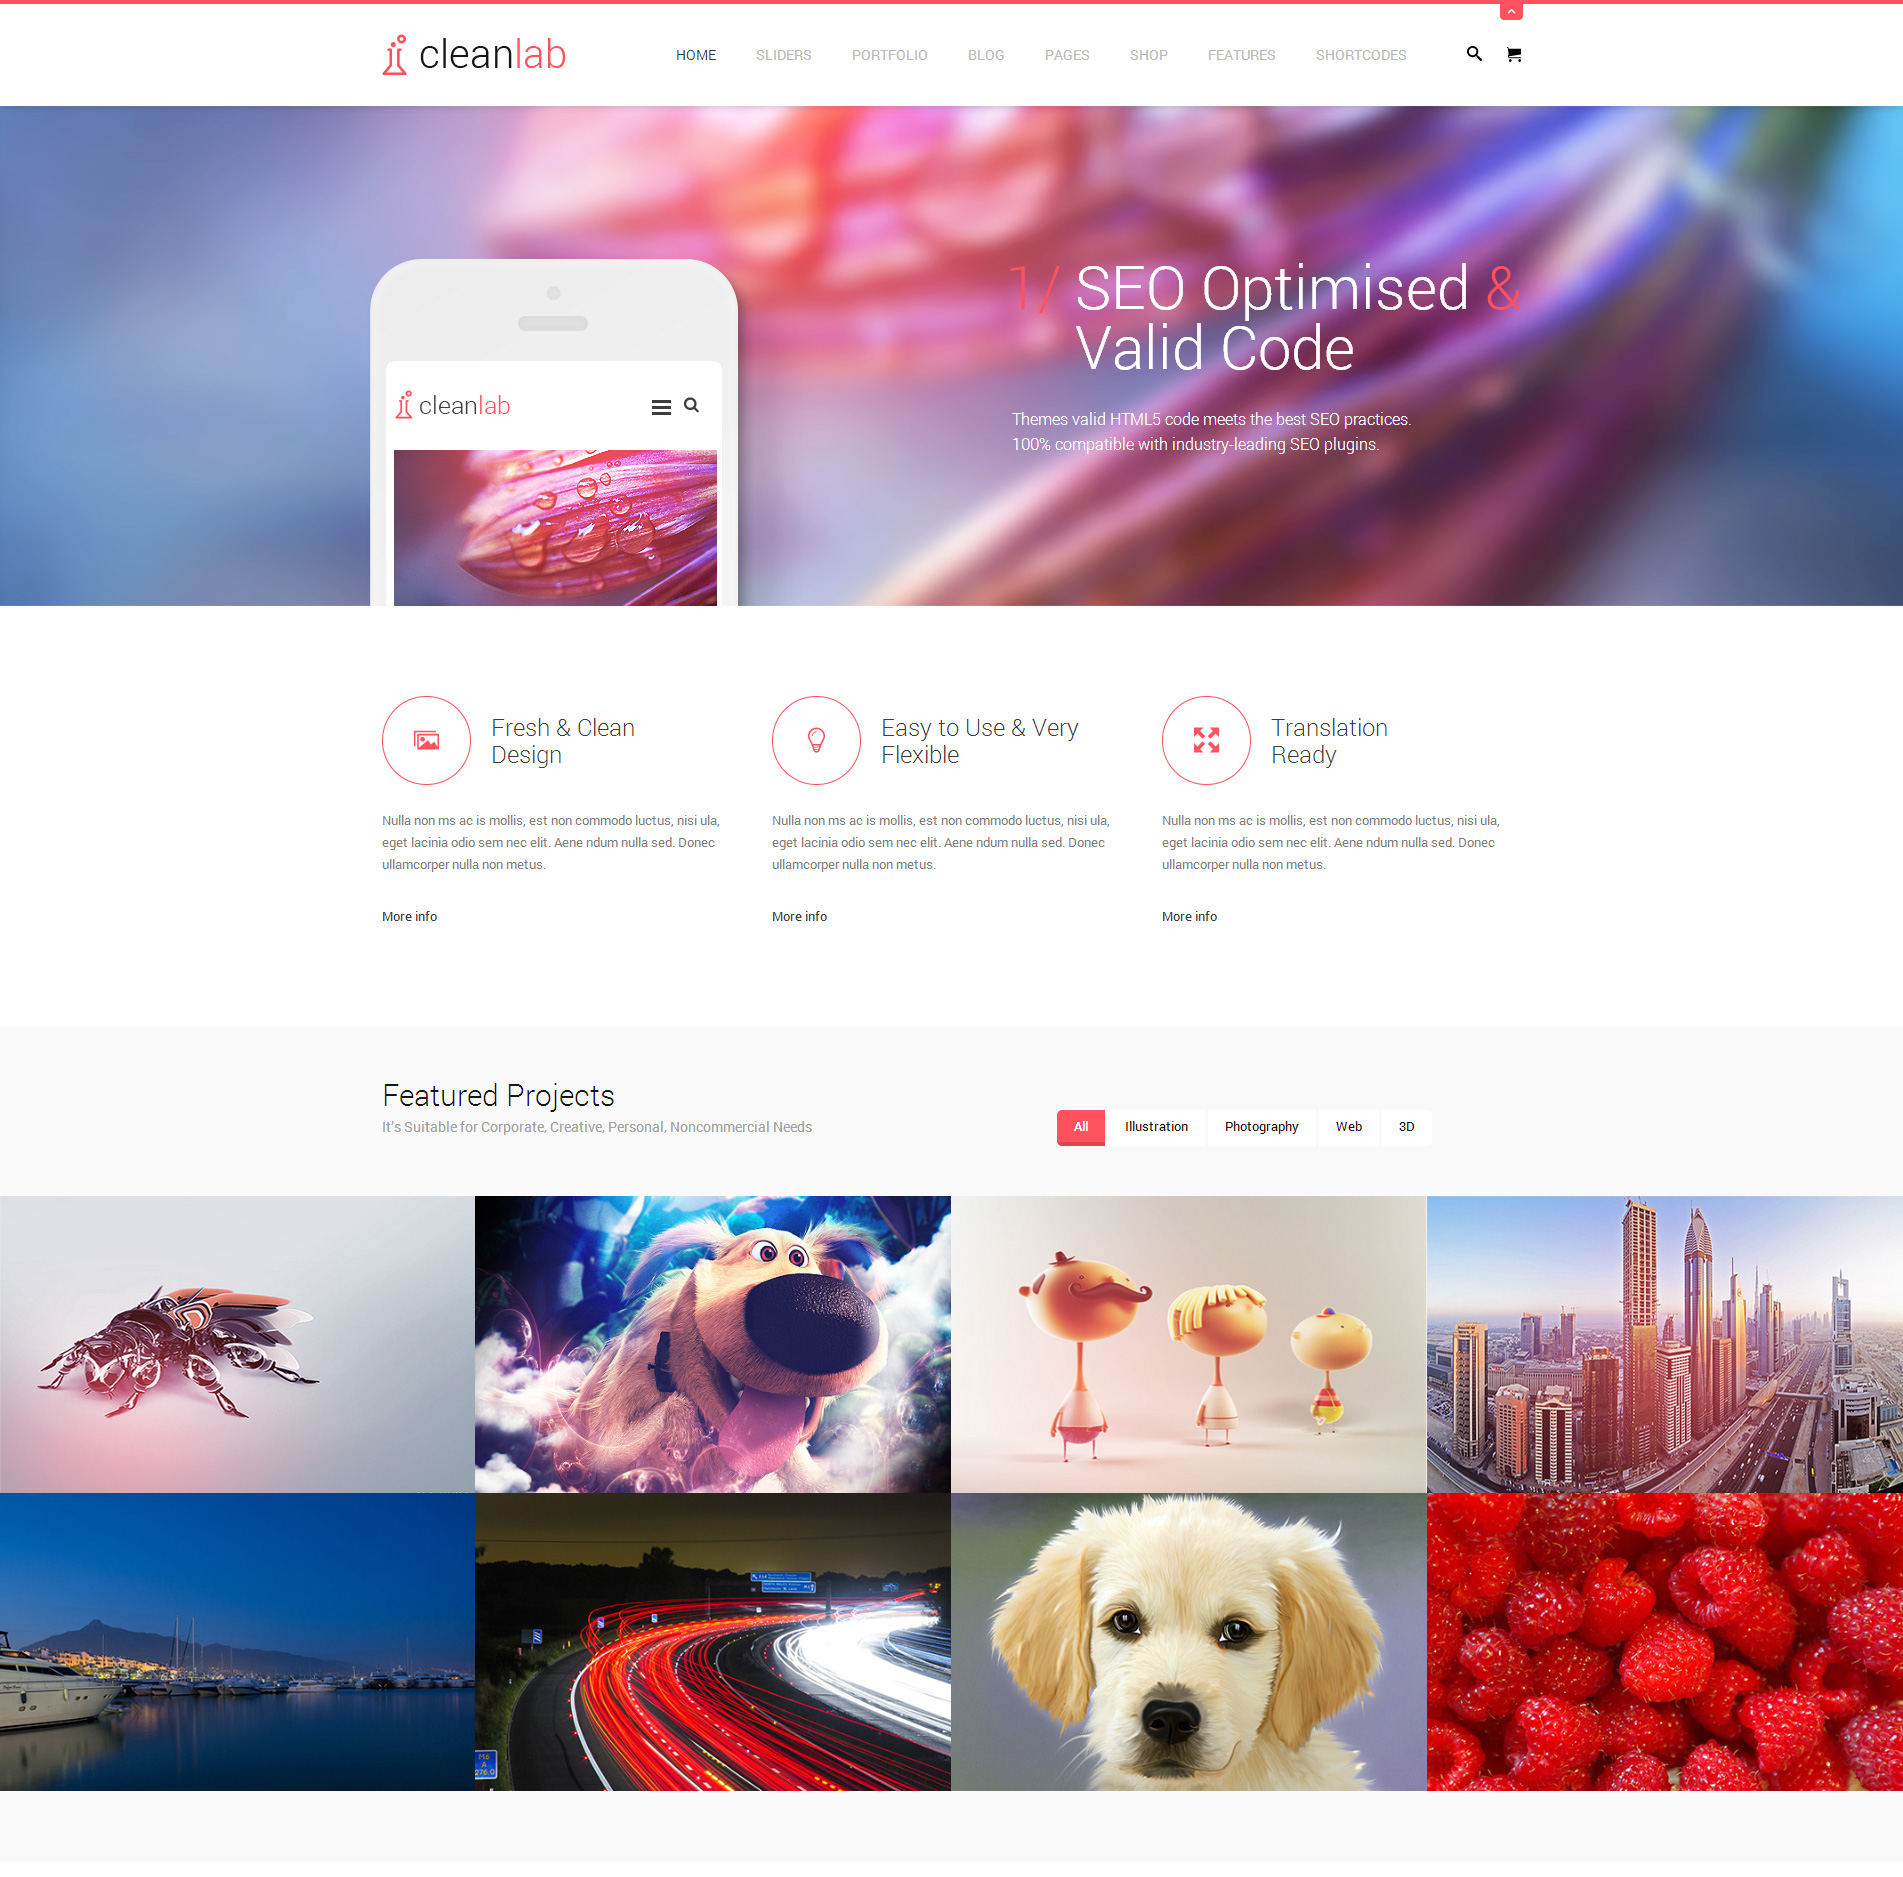 cleanlab
HOME SLIDERS PORTFOLIO BLOG PAGES SHOP FEATURES SHORTCODES
1/ SEO Optimised &
Valid Code
Themes valid HTML5 code meets the best SEO practices.
100% compatible with industry-leading SEO plugins.
cleanlab
Fresh & Clean
Design
Nulla non ms ac is mollis, est non commodo luctus, nisi ula,
eget lacinia odio sem nec elit. Aene ndum nulla sed. Donec
ullamcorper nulla non metus.
More info
Easy to Use & Very
Flexible
Nulla non ms ac is mollis, est non commodo luctus, nisi ula,
eget lacinia odio sem nec elit. Aene ndum nulla sed. Donec
ullamcorper nulla non metus.
More info
Translation
Ready
Nulla non ms ac is mollis, est non commodo luctus, nisi ula,
eget lacinia odio sem nec elit. Aene ndum nulla sed. Donec
ullamcorper nulla non metus.
More info
Featured Projects
It's Suitable for Corporate, Creative, Personal, Noncommercial Needs
All Illustration Photography Web 3D
M6
A
276.0